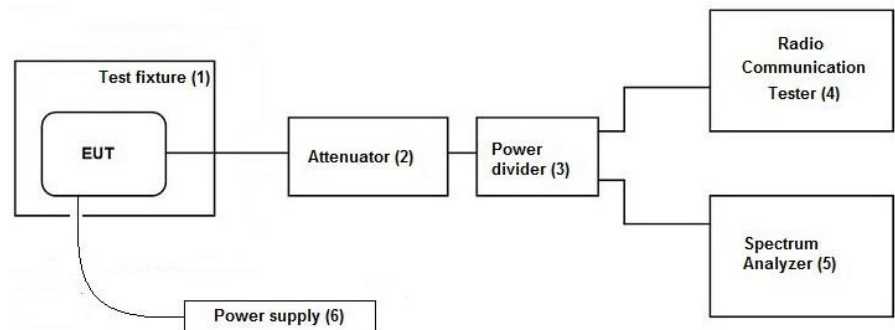 Test fixture (1)
EUT
Attenuator (2)
Power
divider (3)
Radio
Communication
Tester (4)
Spectrum
Analyzer (5)
Power supply (6)